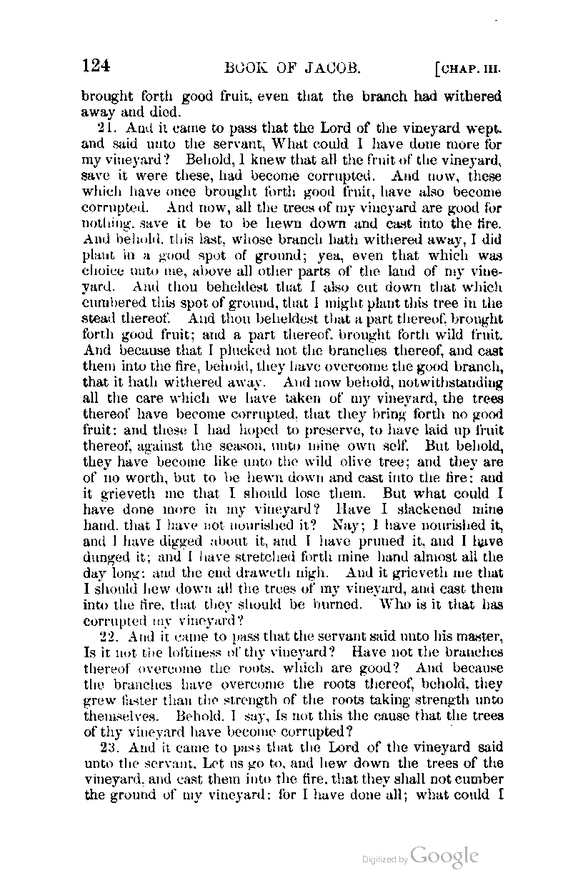 124 BOOK OF JACOB. [CHAP. III.
brought forth good fruit, even that the branch had withered
away and died.
21. And it came to pass that the Lord of the vineyard wept.
and said unto the servant, What could I have done more for
my vineyard? Behold, I knew that all the fruit of the vineyard,
save it were these, had become corrupted. And now, these
which have once brought forth good fruit, have also become
corrupted. And now, all the trees of my vineyard are good for
nothing. save it be to be hewn down and cast into the fire.
And behold, this last, whose branch hath withered away, I did
plant in a good spot of ground; yea, even that which was
choice unto me, above all other parts of the land of my vine-
yard. And thou beheldest that I also cut down that which
cumbered this spot of ground, that I might plant this tree in the
stead thereof. And thou beheldest that a part thereof, brought
forth good fruit; and a part thereof, brought forth wild fruit.
And because that I plucked not the branches thereof, and cast
them into the fire, behold, they have overcome the good branch,
that it hath withered away. And now behold, notwithstanding
all the care which we have taken of my vineyard, the trees
thereof have become corrupted, that they bring forth no good
fruit: and these I had hoped to preserve, to have laid up fruit
thereof, against the season, unto mine own self. But behold,
they have become like unto the wild olive tree; and they are
of no worth, but to be hewn down and cast into the fire: and
it grieveth me that I should lose them. But what could I
have done more in my vineyard? Have I slackened mine
hand, that I have not nourished it? Nay; I have nourished it,
and I have digged about it, and I have pruned it, and I have
dunged it; and I have stretched forth mine hand almost all the
day long: and the end draweth nigh. And it grieveth me that
I should hew down all the trees of my vineyard, and cast them
into the fire, that they should be burned. Who is it that has
corrupted my vineyard?
22. And it came to pass that the servant said unto his master,
Is it not the loftiness of thy vineyard? Have not the branches
thereof overcome the roots, which are good? And because
the branches have overcome the roots thereof, behold, they
grew faster than the strength of the roots taking strength unto
themselves. Behold, I say, Is not this the cause that the trees
of thy vineyard have become corrupted?
23. And it came to pass that the Lord of the vineyard said
unto the servant, Let us go to, and hew down the trees of the
vineyard, and cast them into the fire, that they shall not cumber
the ground of my vineyard: for I have done all; what could I
Digitized by Google